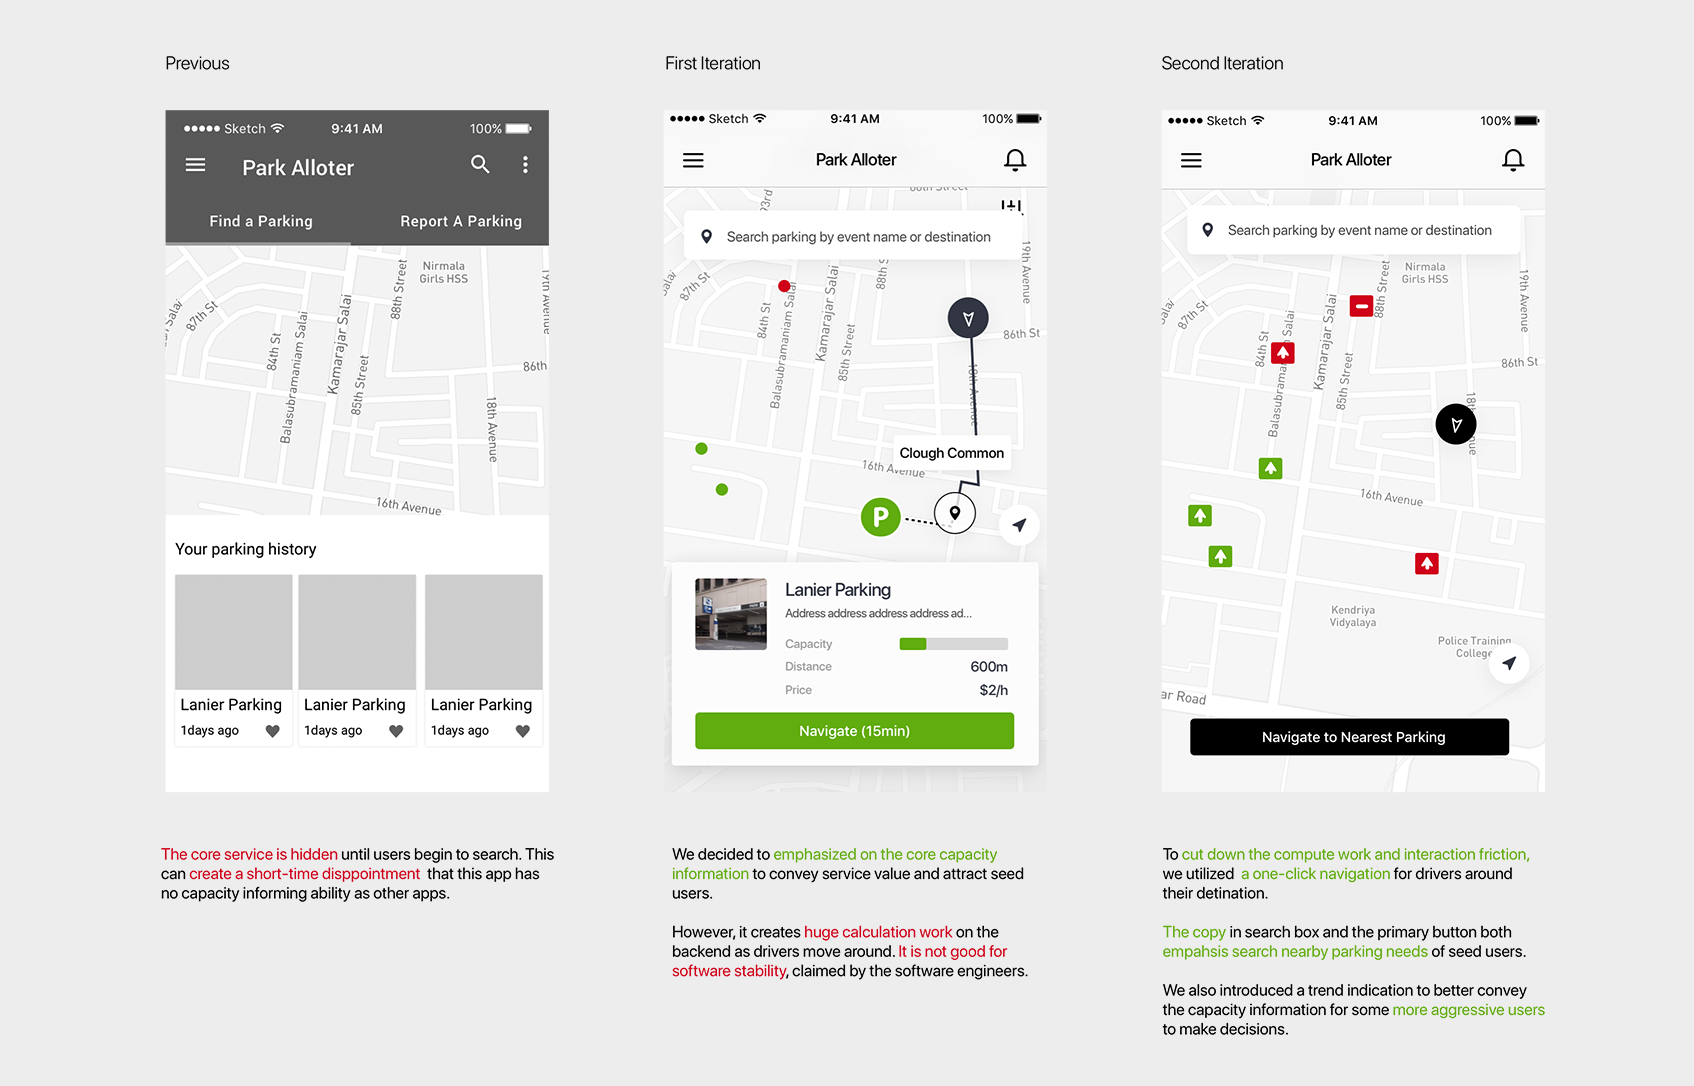 Previous
Sketch 9:41 AM 100%
Park Alloter
Find a Parking Report A Parking
Nirmala
Girls HSS
88th Street
17th Avenue
87th St
84th St
Balasubramaniam Salai
Kamarajar Salai
85th Street
86th
18th Avenue
16th Avenue
Your parking history
Lanier Parking
1days ago
Lanier Parking
1days ago
Lanier Parking
1days ago
The core service is hidden until users begin to search. This
can create a short-time disppointment that this app has
no capacity informing ability as other apps.
First Iteration
Sketch 9:41 AM 100%
Park Alloter
88th Street
93rd
Search parking by event name or destination
19th Avenue
87th St
88th St
84th St
Balasubramaniam Salai
Kamarajar Salai
85th Street
86th St
18th Avenue
Clough Common
16th Avenue
P
Lanier Parking
Address address address address ad...
Capacity
Distance 600m
Price $2/h
Navigate (15min)
We decided to emphasized on the core capacity
information to convey service value and attract seed
users.
However, it creates huge calculation work on the
backend as drivers move around. It is not good for
software stability, claimed by the software engineers.
Second Iteration
Sketch 9:41 AM 100%
Park Alloter
Search parking by event name or destination
Nirmala
Girls HSS
88th Street
19th Avenue
87th St
84th St
Kamarajar Salai
85th Street
86th St
16th Avenue
Kendriya
Vidyalaya
Police Training
College
ar Road
Navigate to Nearest Parking
To cut down the compute work and interaction friction,
we utilized a one-click navigation for drivers around
their detination.
The copy in search box and the primary button both
empahsis search nearby parking needs of seed users.
We also introduced a trend indication to better convey
the capacity information for some more aggressive users
to make decisions.